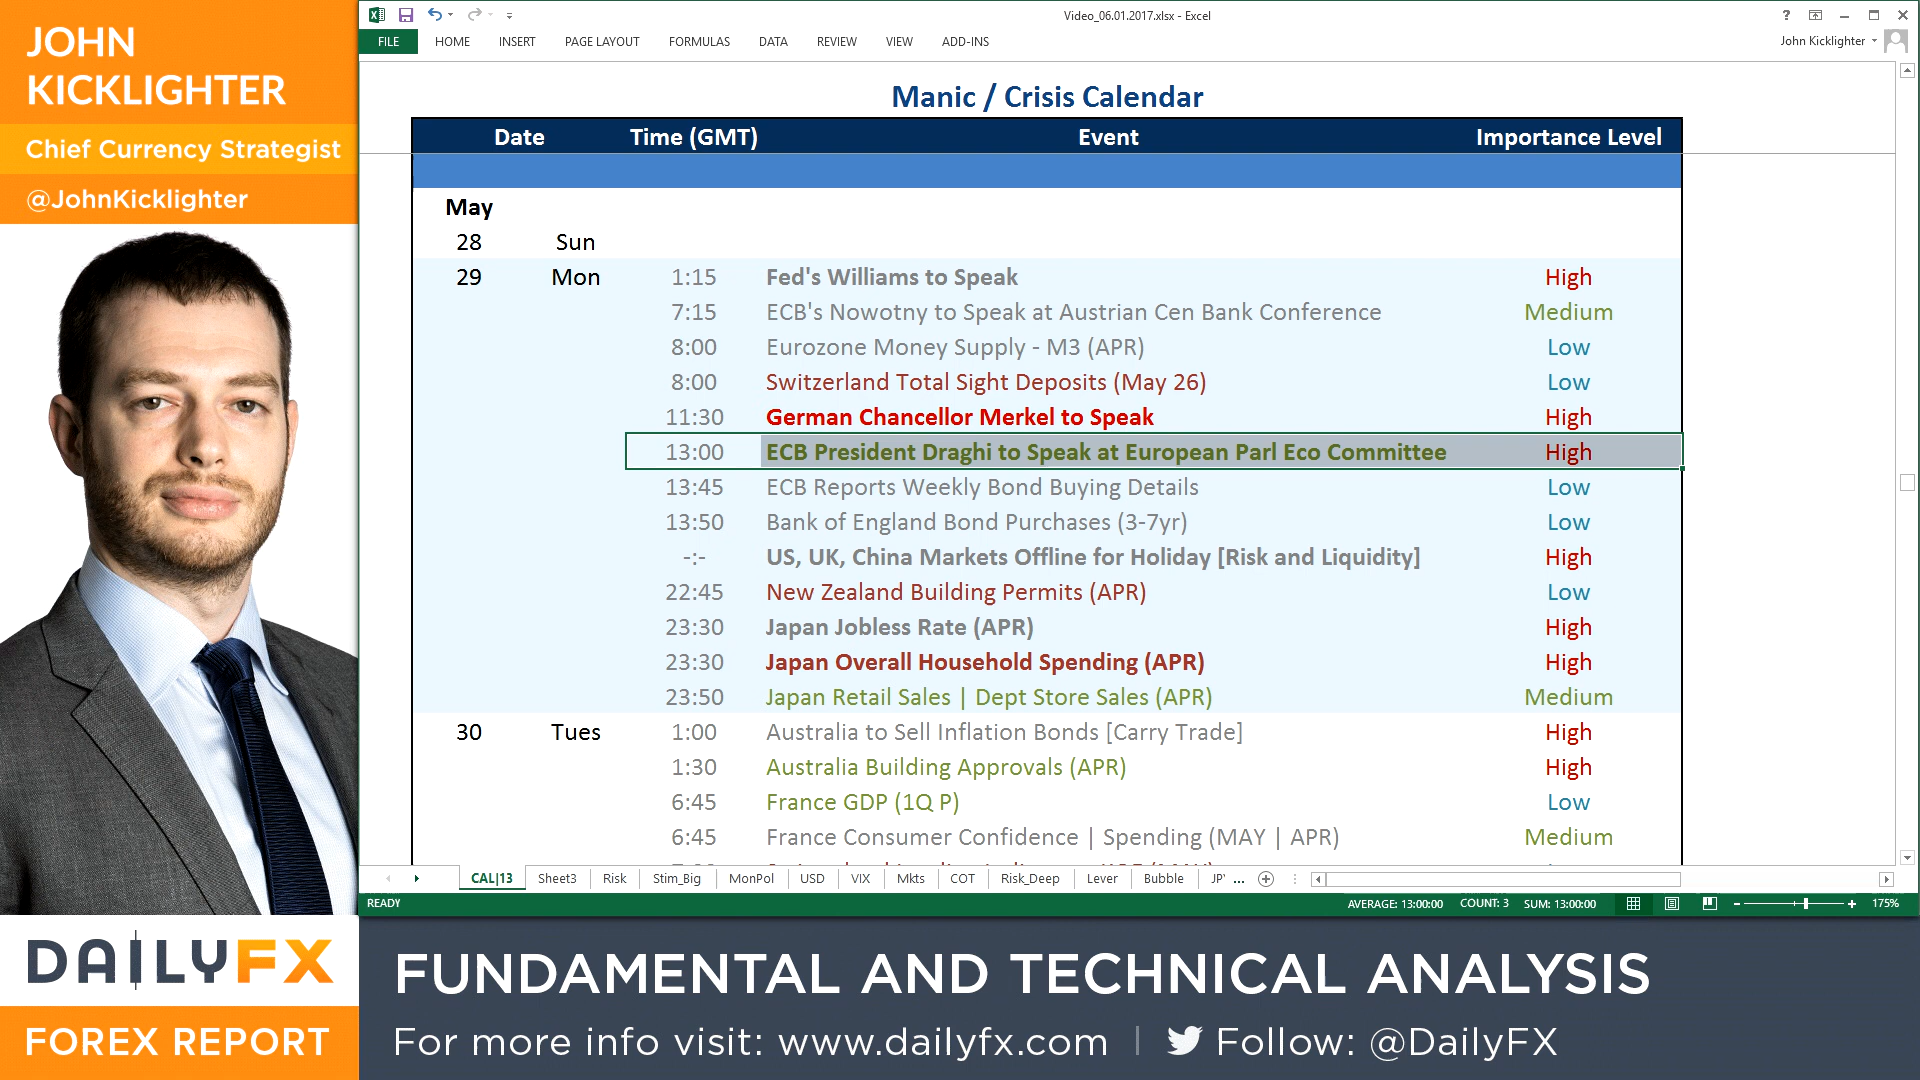 JOHN
KICKLIGHTER
Chief Currency Strategist
@JohnKicklighter
Video_06.01.2017.xlsx - Excel
?
FILE HOME INSERT PAGE LAYOUT FORMULAS DATA REVIEW VIEW ADD-INS
John Kicklighter
Manic / Crisis Calendar
Date Time (GMT) Event Importance Level
May
28 Sun
29 Mon 1:15 Fed's Williams to Speak High
7:15 ECB's Nowotny to Speak at Austrian Cen Bank Conference Medium
8:00 Eurozone Money Supply - M3 (APR) Low
8:00 Switzerland Total Sight Deposits (May 26) Low
11:30 German Chancellor Merkel to Speak High
13:00 ECB President Draghi to Speak at European Parl Eco Committee High
13:45 ECB Reports Weekly Bond Buying Details Low
13:50 Bank of England Bond Purchases (3-7yr) Low
-:- US, UK, China Markets Offline for Holiday [Risk and Liquidity] High
22:45 New Zealand Building Permits (APR) Low
23:30 Japan Jobless Rate (APR) High
23:30 Japan Overall Household Spending (APR) High
23:50 Japan Retail Sales | Dept Store Sales (APR) Medium
30 Tues 1:00 Australia to Sell Inflation Bonds [Carry Trade] High
1:30 Australia Building Approvals (APR) High
6:45 France GDP (1Q P) Low
6:45 France Consumer Confidence | Spending (MAY | APR) Medium
CAL|13 Sheet3 Risk Stim_Big MonPol USD VIX Mkts COT Risk_Deep Lever Bubble JP' ...
READY AVERAGE: 13:00:00 COUNT: 3 SUM: 13:00:00 175%
DAILYFX
FOREX REPORT
FUNDAMENTAL AND TECHNICAL ANALYSIS
For more info visit: www.dailyfx.com | Follow: @DailyFX